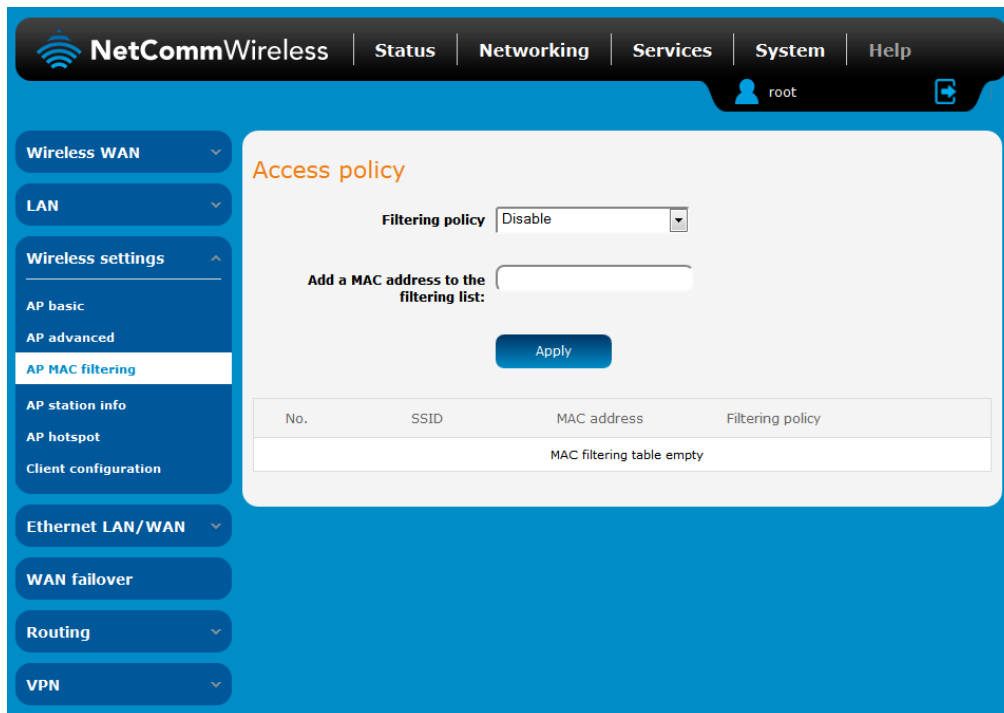 NetCommWireless Status Networking Services System Help
root
Wireless WAN
LAN
Wireless settings
AP basic
AP advanced
AP MAC filtering
AP station info
AP hotspot
Client configuration
Ethernet LAN/WAN
WAN failover
Routing
VPN
Access policy
Filtering policy Disable
Add a MAC address to the
filtering list:
Apply
No. SSID MAC address Filtering policy
MAC filtering table empty